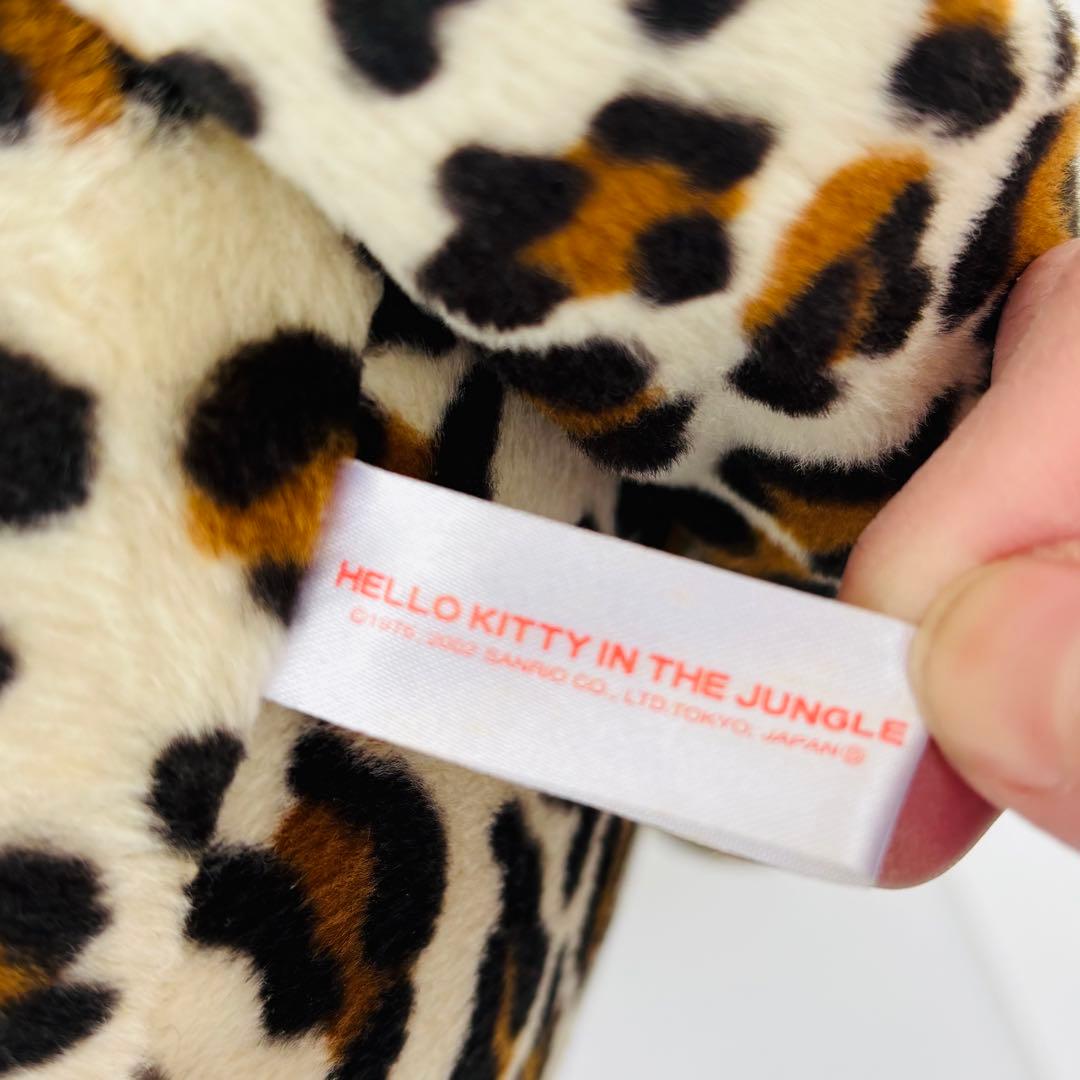 HELLO KITTY IN THE JUNGLE
©1976, 2002 SANRIO CO., LTD.TOKYO, JAPAN Ⓛ